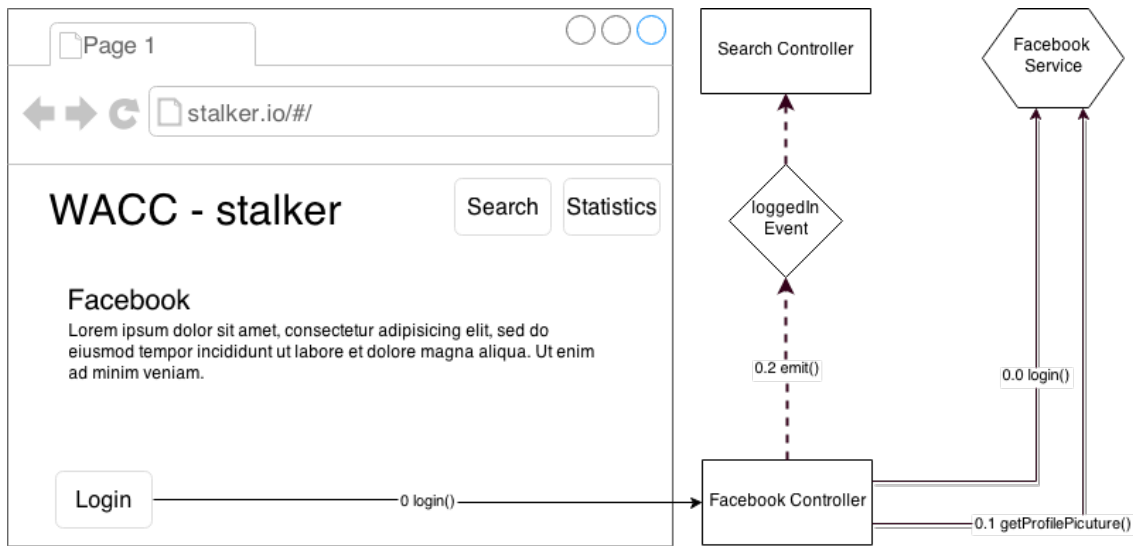 Page 1
stalker.io/#/
WACC - stalker
Search
Statistics
Facebook
Lorem ipsum dolor sit amet, consectetur adipisicing elit, sed do
eiusmod tempor incididunt ut labore et dolore magna aliqua. Ut enim
ad minim veniam.
Login
0 login()
Search Controller
loggedIn
Event
0.2 emit()
Facebook Controller
Facebook
Service
0.0 login()
0.1 getProfilePicuture()